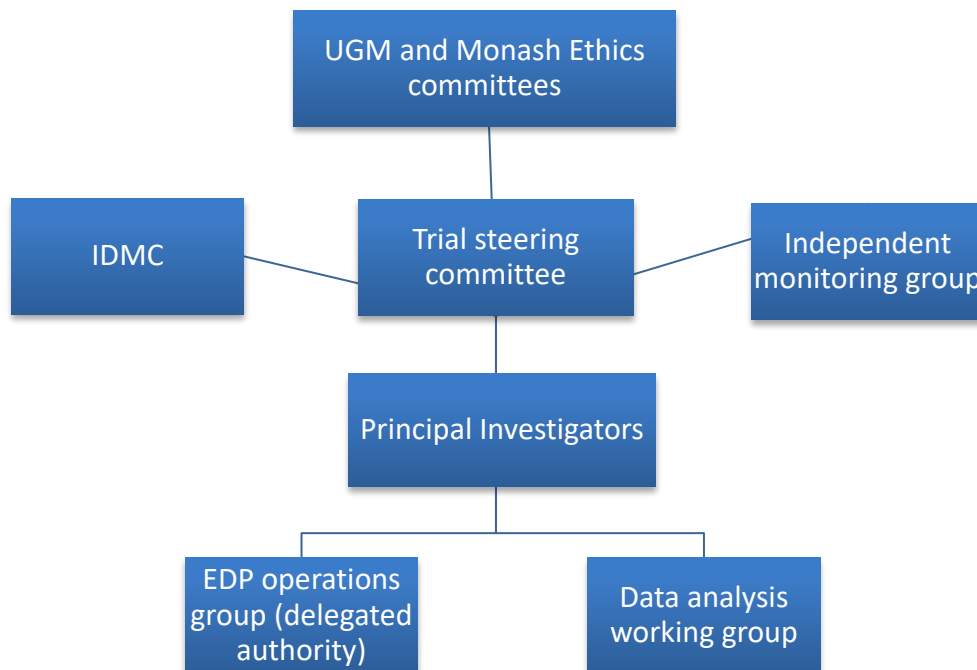 UGM and Monash Ethics
committees
IDMC
Trial steering
committee
Independent
monitoring group
Principal Investigators
EDP operations
group (delegated
authority)
Data analysis
working group